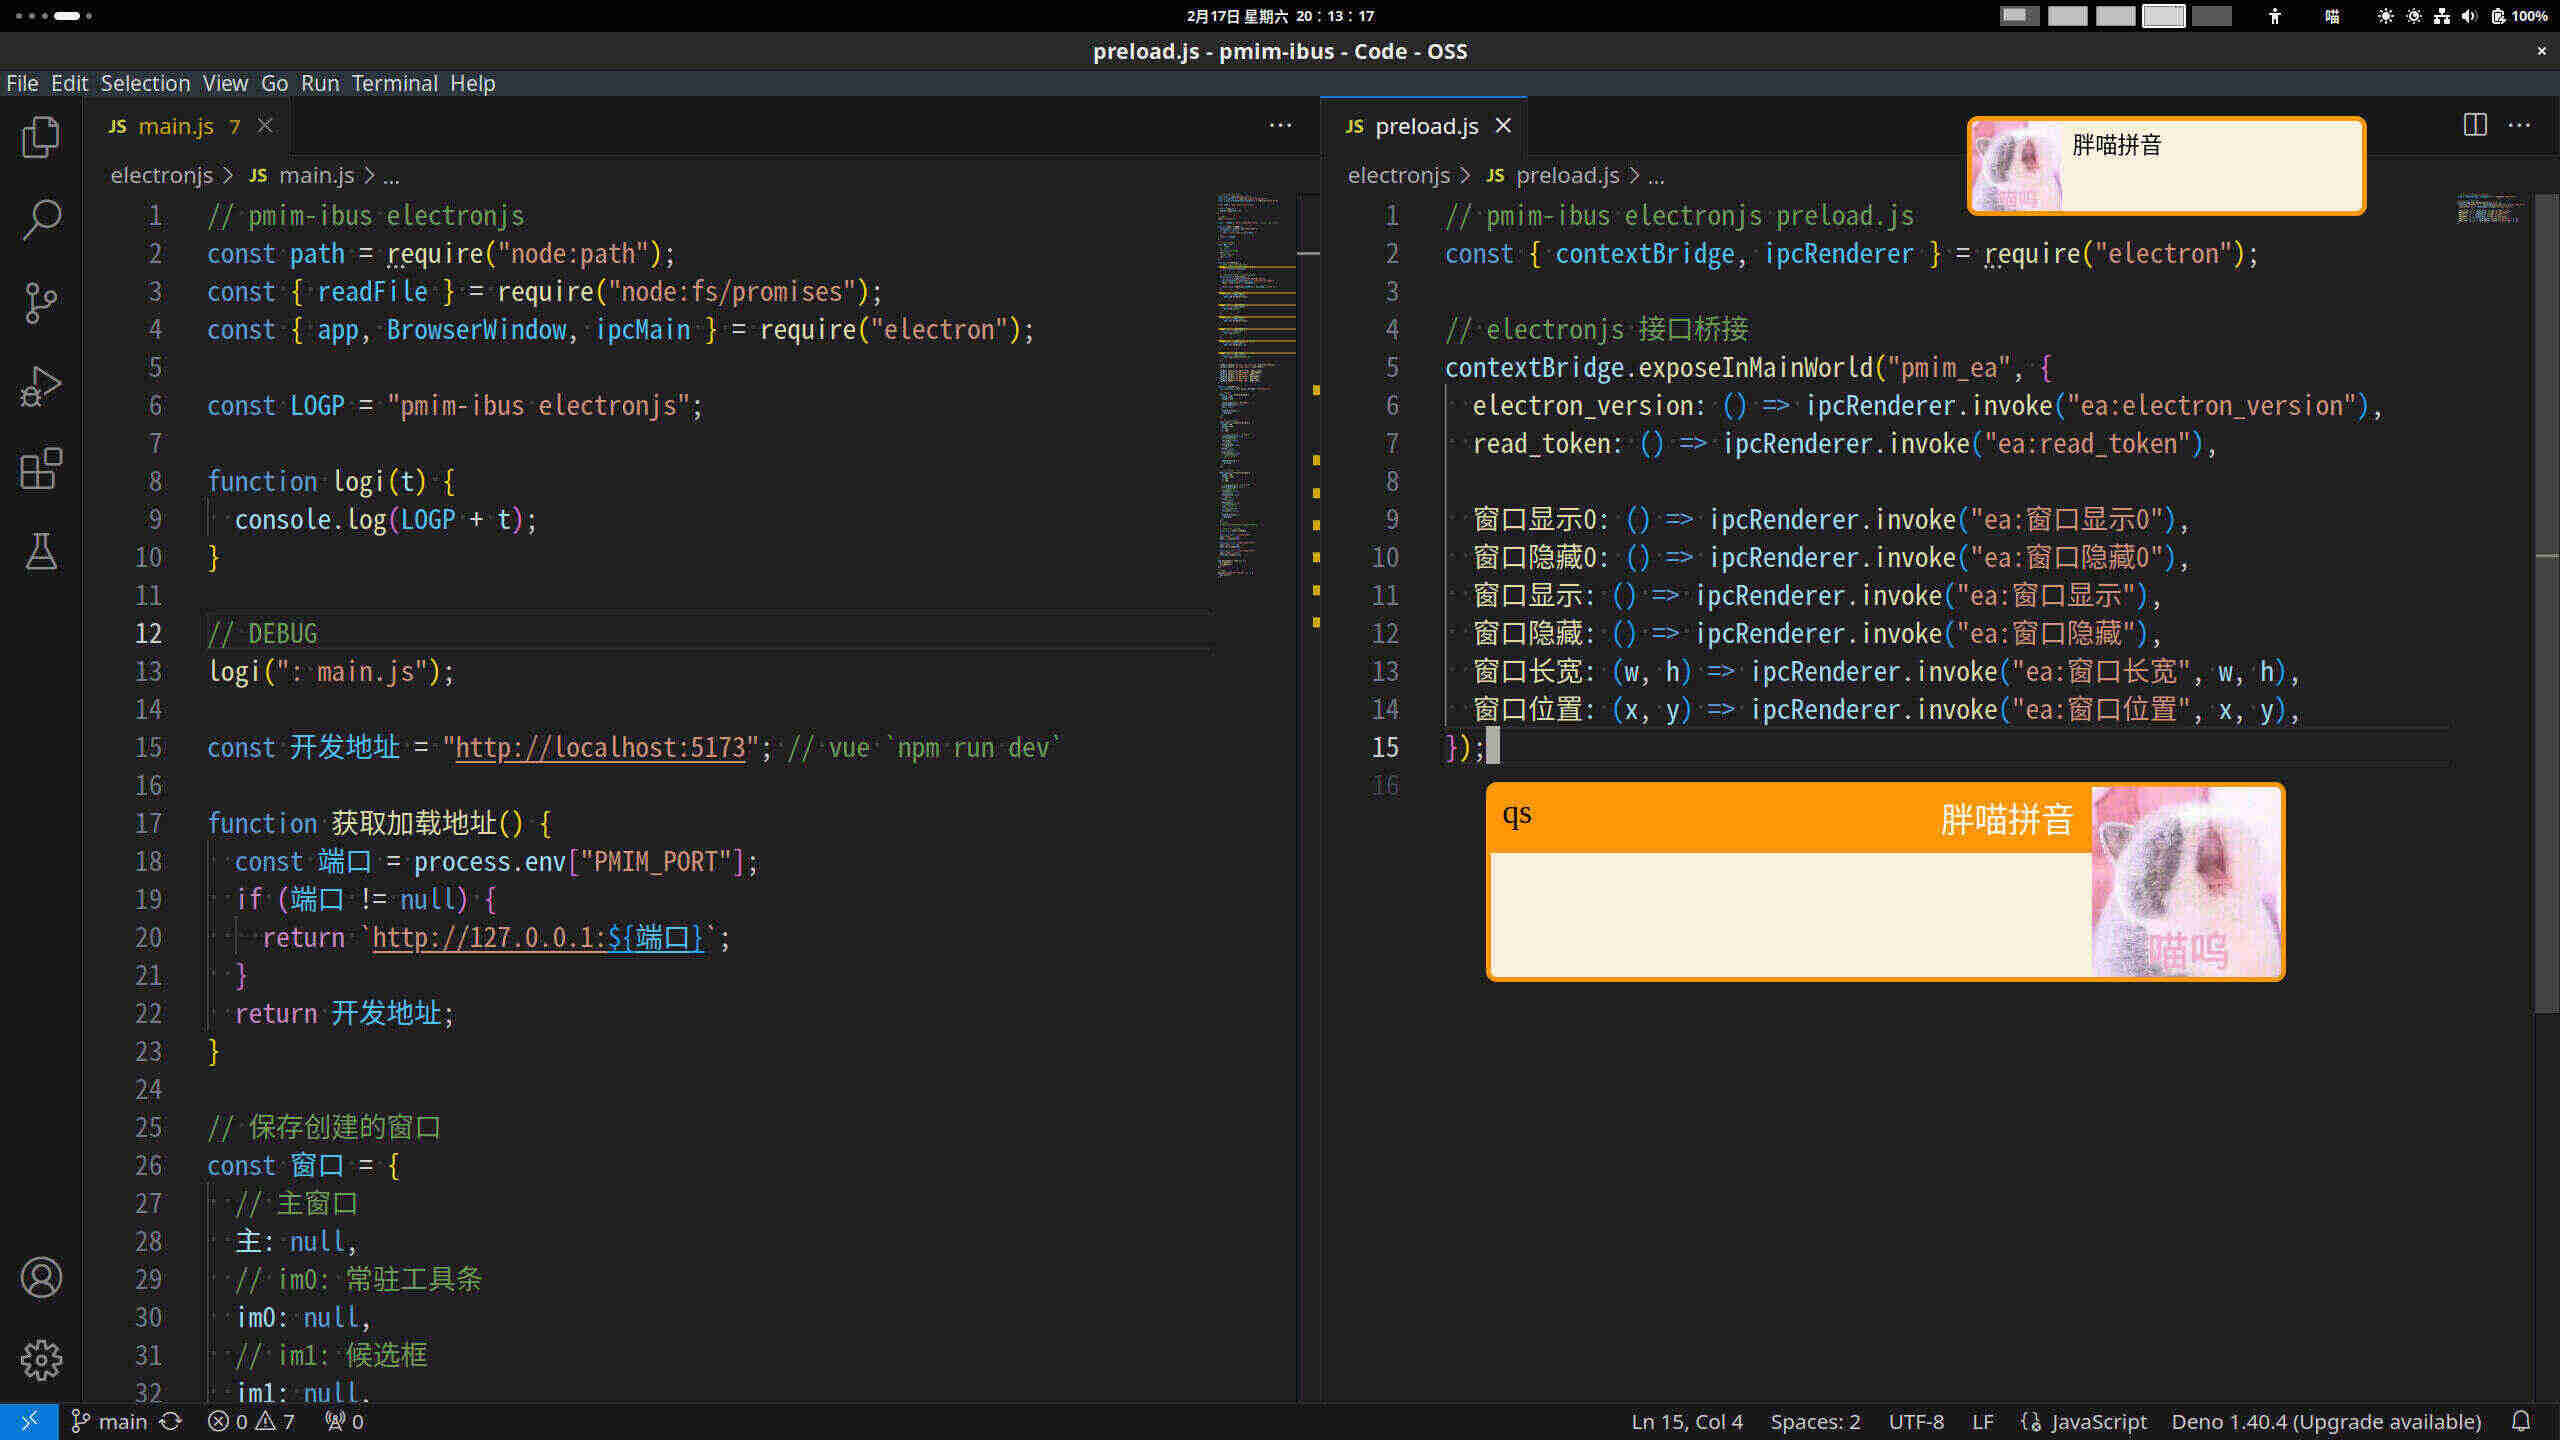 2月17日 星期六 20：13：17
喵
100%
preload.js - pmim-ibus - Code - OSS
File Edit Selection View Go Run Terminal Help
JS main.js 7
electronjs > JS main.js > ...
1 // pmim-ibus electronjs
2 const path = require("node:path");
3 const { readFile } = require("node:fs/promises");
4 const { app, BrowserWindow, ipcMain } = require("electron");
5
6 const LOGP = "pmim-ibus electronjs";
7
8 function logi(t) {
9 console.log(LOGP + t);
10 }
11
12 // DEBUG
13 logi(": main.js");
14
15 const 开发地址 = "http://localhost:5173"; // vue `npm run dev`
16
17 function 获取加载地址() {
18 const 端口 = process.env["PMIM_PORT"];
19 if (端口 != null) {
20 return `http://127.0.0.1:${端口}`;
21 }
22 return 开发地址;
23 }
24
25 // 保存创建的窗口
26 const 窗口 = {
27 // 主窗口
28 主: null,
29 // im0: 常驻工具条
30 im0: null,
31 // im1: 候选框
32 im1: null,
JS preload.js
electronjs > JS preload.js > ...
1 // pmim-ibus electronjs preload.js
2 const { contextBridge, ipcRenderer } = require("electron");
3
4 // electronjs 接口桥接
5 contextBridge.exposeInMainWorld("pmim_ea", {
6 electron_version: () => ipcRenderer.invoke("ea:electron_version"),
7 read_token: () => ipcRenderer.invoke("ea:read_token"),
8
9 窗口显示0: () => ipcRenderer.invoke("ea:窗口显示0"),
10 窗口隐藏0: () => ipcRenderer.invoke("ea:窗口隐藏0"),
11 窗口显示: () => ipcRenderer.invoke("ea:窗口显示"),
12 窗口隐藏: () => ipcRenderer.invoke("ea:窗口隐藏"),
13 窗口长宽: (w, h) => ipcRenderer.invoke("ea:窗口长宽", w, h),
14 窗口位置: (x, y) => ipcRenderer.invoke("ea:窗口位置", x, y),
15 });
16
胖喵拼音
喵呜
qs 胖喵拼音
喵呜
main 0 7 0
Ln 15, Col 4 Spaces: 2 UTF-8 LF JavaScript Deno 1.40.4 (Upgrade available)